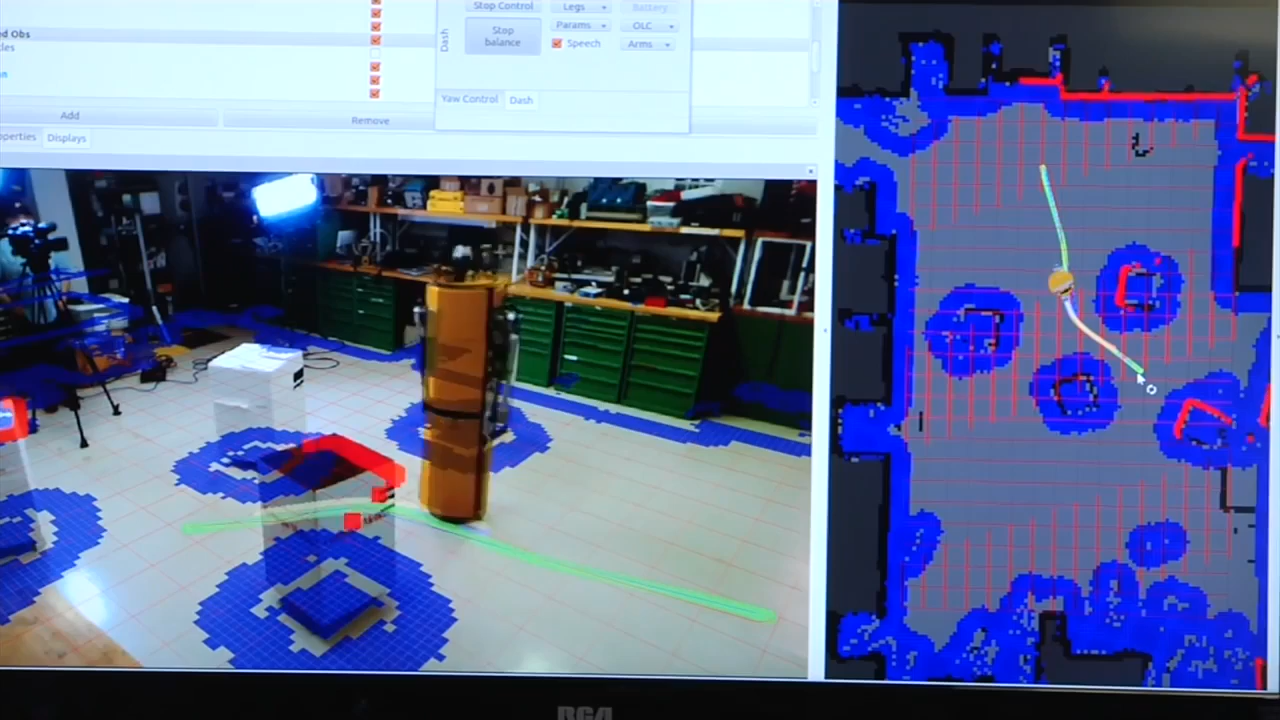 Stop Control
Legs
Battery
d Obs
Stop
balance
Params
OLC
cles
Dash
Speech
Arms
Yaw Control
Dash
Add
Remove
operties
Displays
RCA